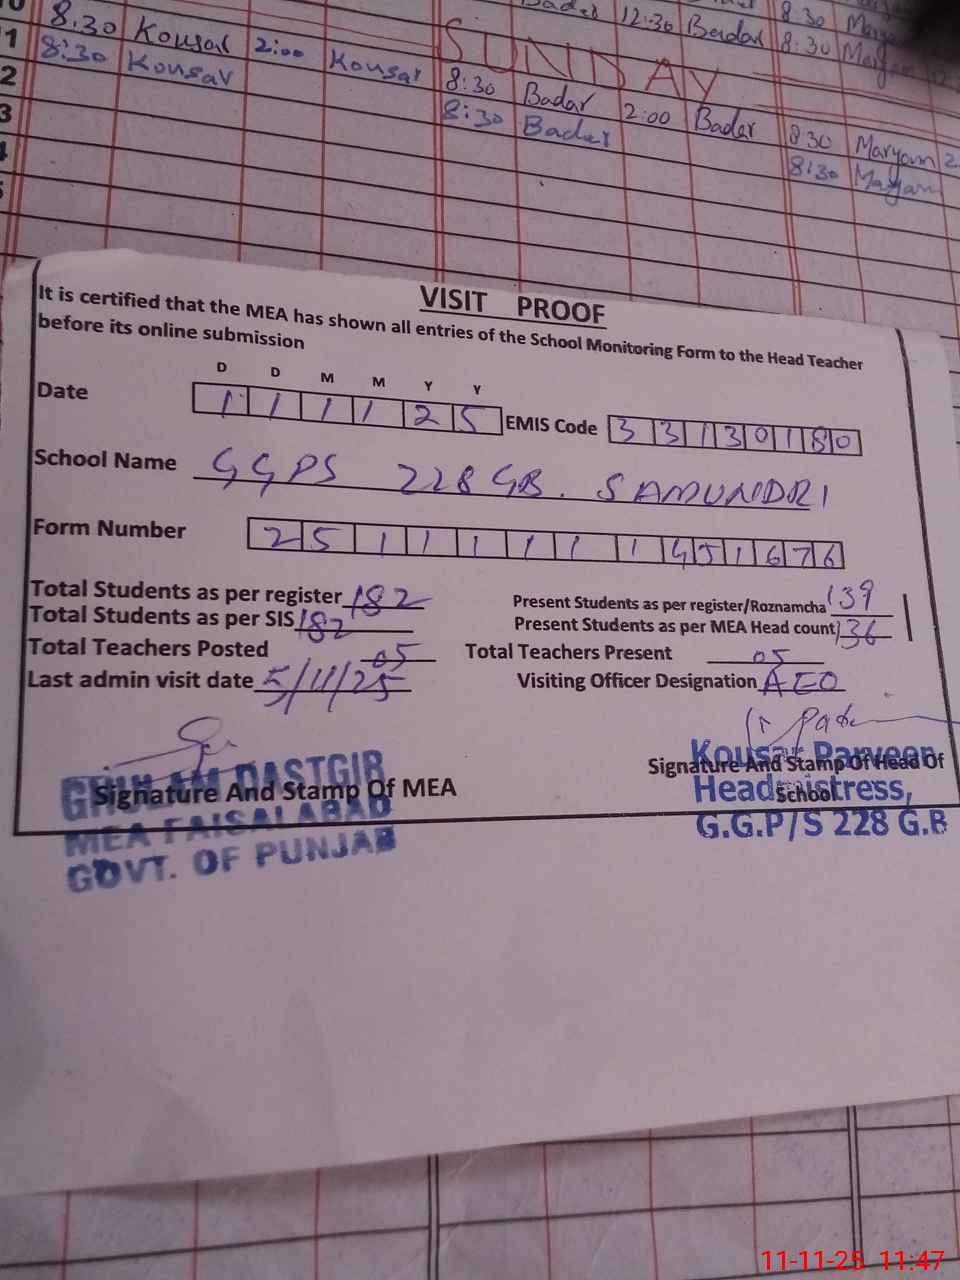 12:30 Badar 8:30
8:30 Kousar 2:00 Kousar SUNDAY 8:30
8:30 Kousar 8:30 Badar 2:00 Badar 8:30 Maryam 2
8:30 Badar 8:30 Maryam
VISIT PROOF
It is certified that the MEA has shown all entries of the School Monitoring Form to the Head Teacher
before its online submission
D D M M Y Y
Date 1 1 1 1 2 5 EMIS Code 3 3 1 3 0 1 8 0
School Name GGPS 228 GB. SAMUNDRI
Form Number 2 5 1 1 1 1 1 1 4 5 1 6 7 6
Total Students as per register 182 Present Students as per register/Roznamcha 139
Total Students as per SIS 182 Present Students as per MEA Head count 136
Total Teachers Posted 05 Total Teachers Present 05
Last admin visit date 5/11/25 Visiting Officer Designation AEO
GHULAM DASTGIR Kousar Parveen
Signature And Stamp Of MEA Signature And Stamp Of Head Of
School
Headmistress,
MEA FAISALABAD G.G.P/S 228 G.B
GOVT. OF PUNJAB
11-11-25 11:47